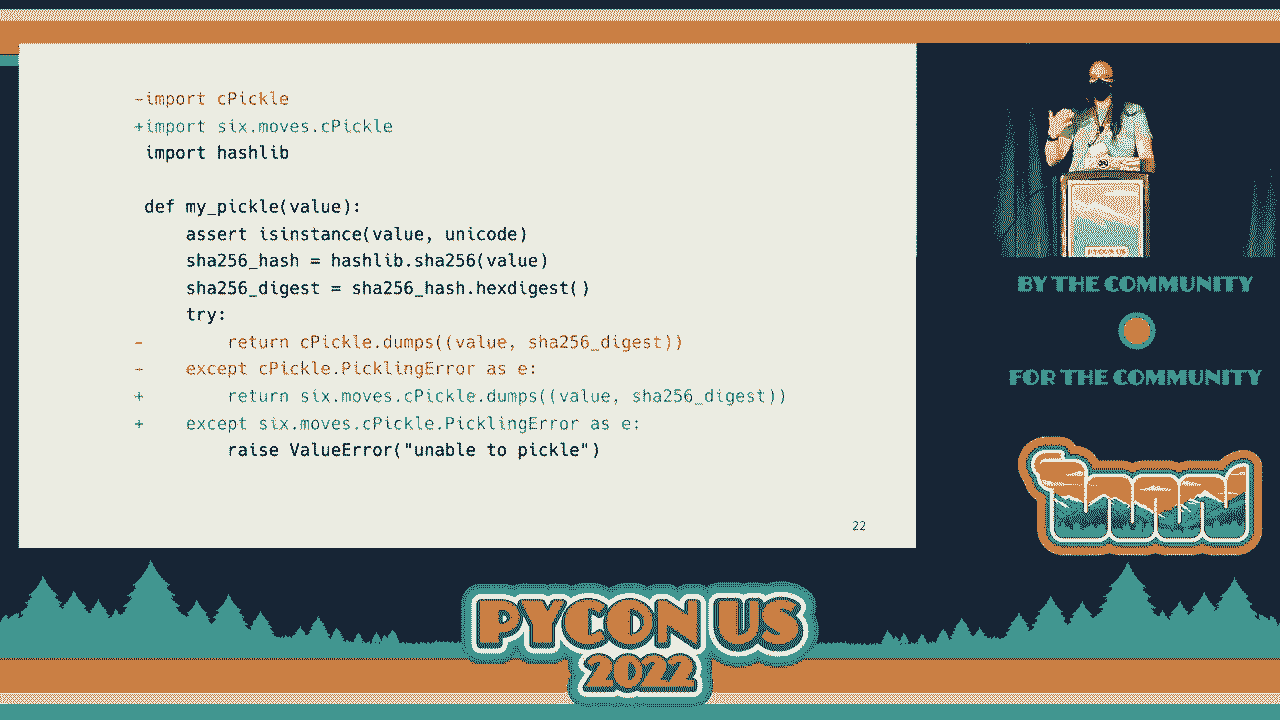 -import cPickle
+import six.moves.cPickle
 import hashlib

 def my_pickle(value):
     assert isinstance(value, unicode)
     sha256_hash = hashlib.sha256(value)
     sha256_digest = sha256_hash.hexdigest()
     try:
-        return cPickle.dumps((value, sha256_digest))
-    except cPickle.PicklingError as e:
+        return six.moves.cPickle.dumps((value, sha256_digest))
+    except six.moves.cPickle.PicklingError as e:
         raise ValueError("unable to pickle")
22
BY THE COMMUNITY
FOR THE COMMUNITY
PYCON US
2022